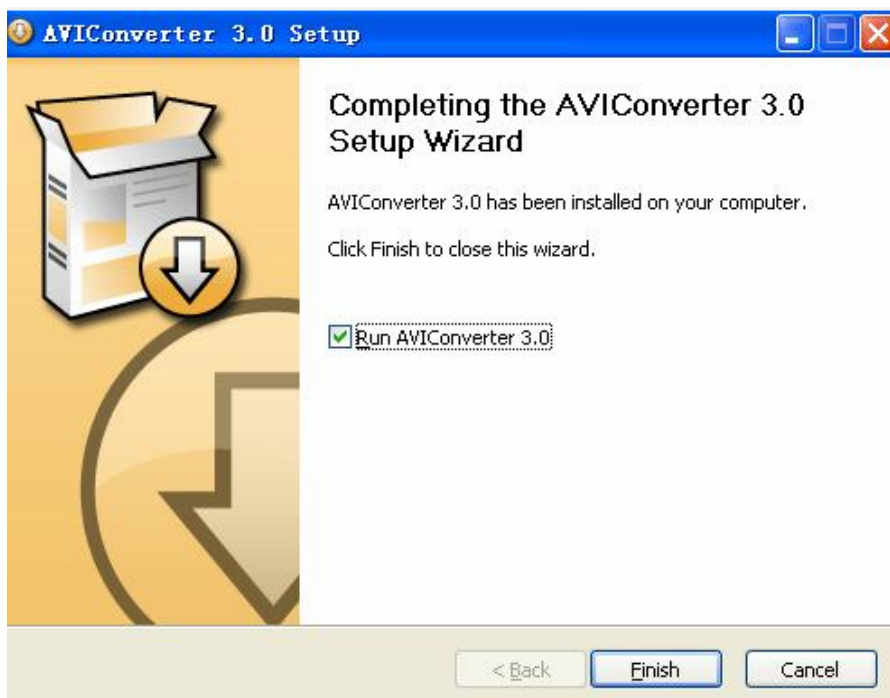 AVIConverter 3.0 Setup
Completing the AVIConverter 3.0
Setup Wizard
AVIConverter 3.0 has been installed on your computer.
Click Finish to close this wizard.
Run AVIConverter 3.0
< Back Finish Cancel